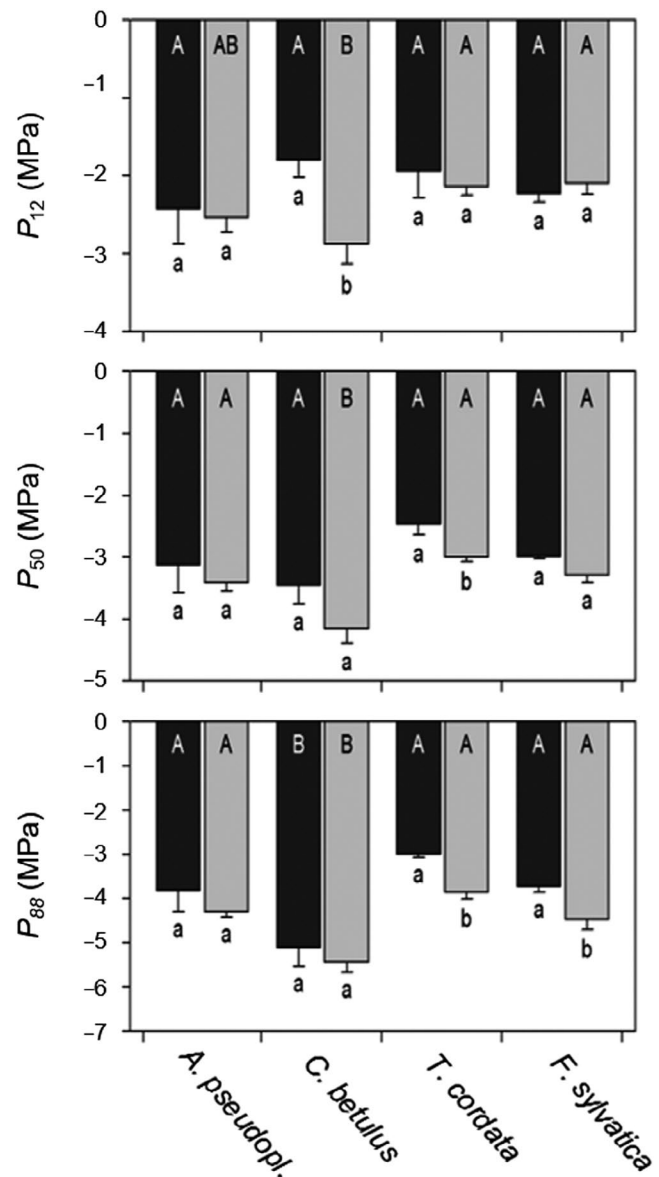 0
A AB A B A A A A
−1
−2
P12 (MPa)
a a a b a a a a
−3
−4
0
A A A B A A A A
−1
−2
P50 (MPa)
−3
a a a a a b a a
−4
−5
0
A A B B A A A A
−1
−2
−3
P88 (MPa)
−4
a a a a a b a b
−5
−6
−7
A. pseudopl.
C. betulus
T. cordata
F. sylvatica